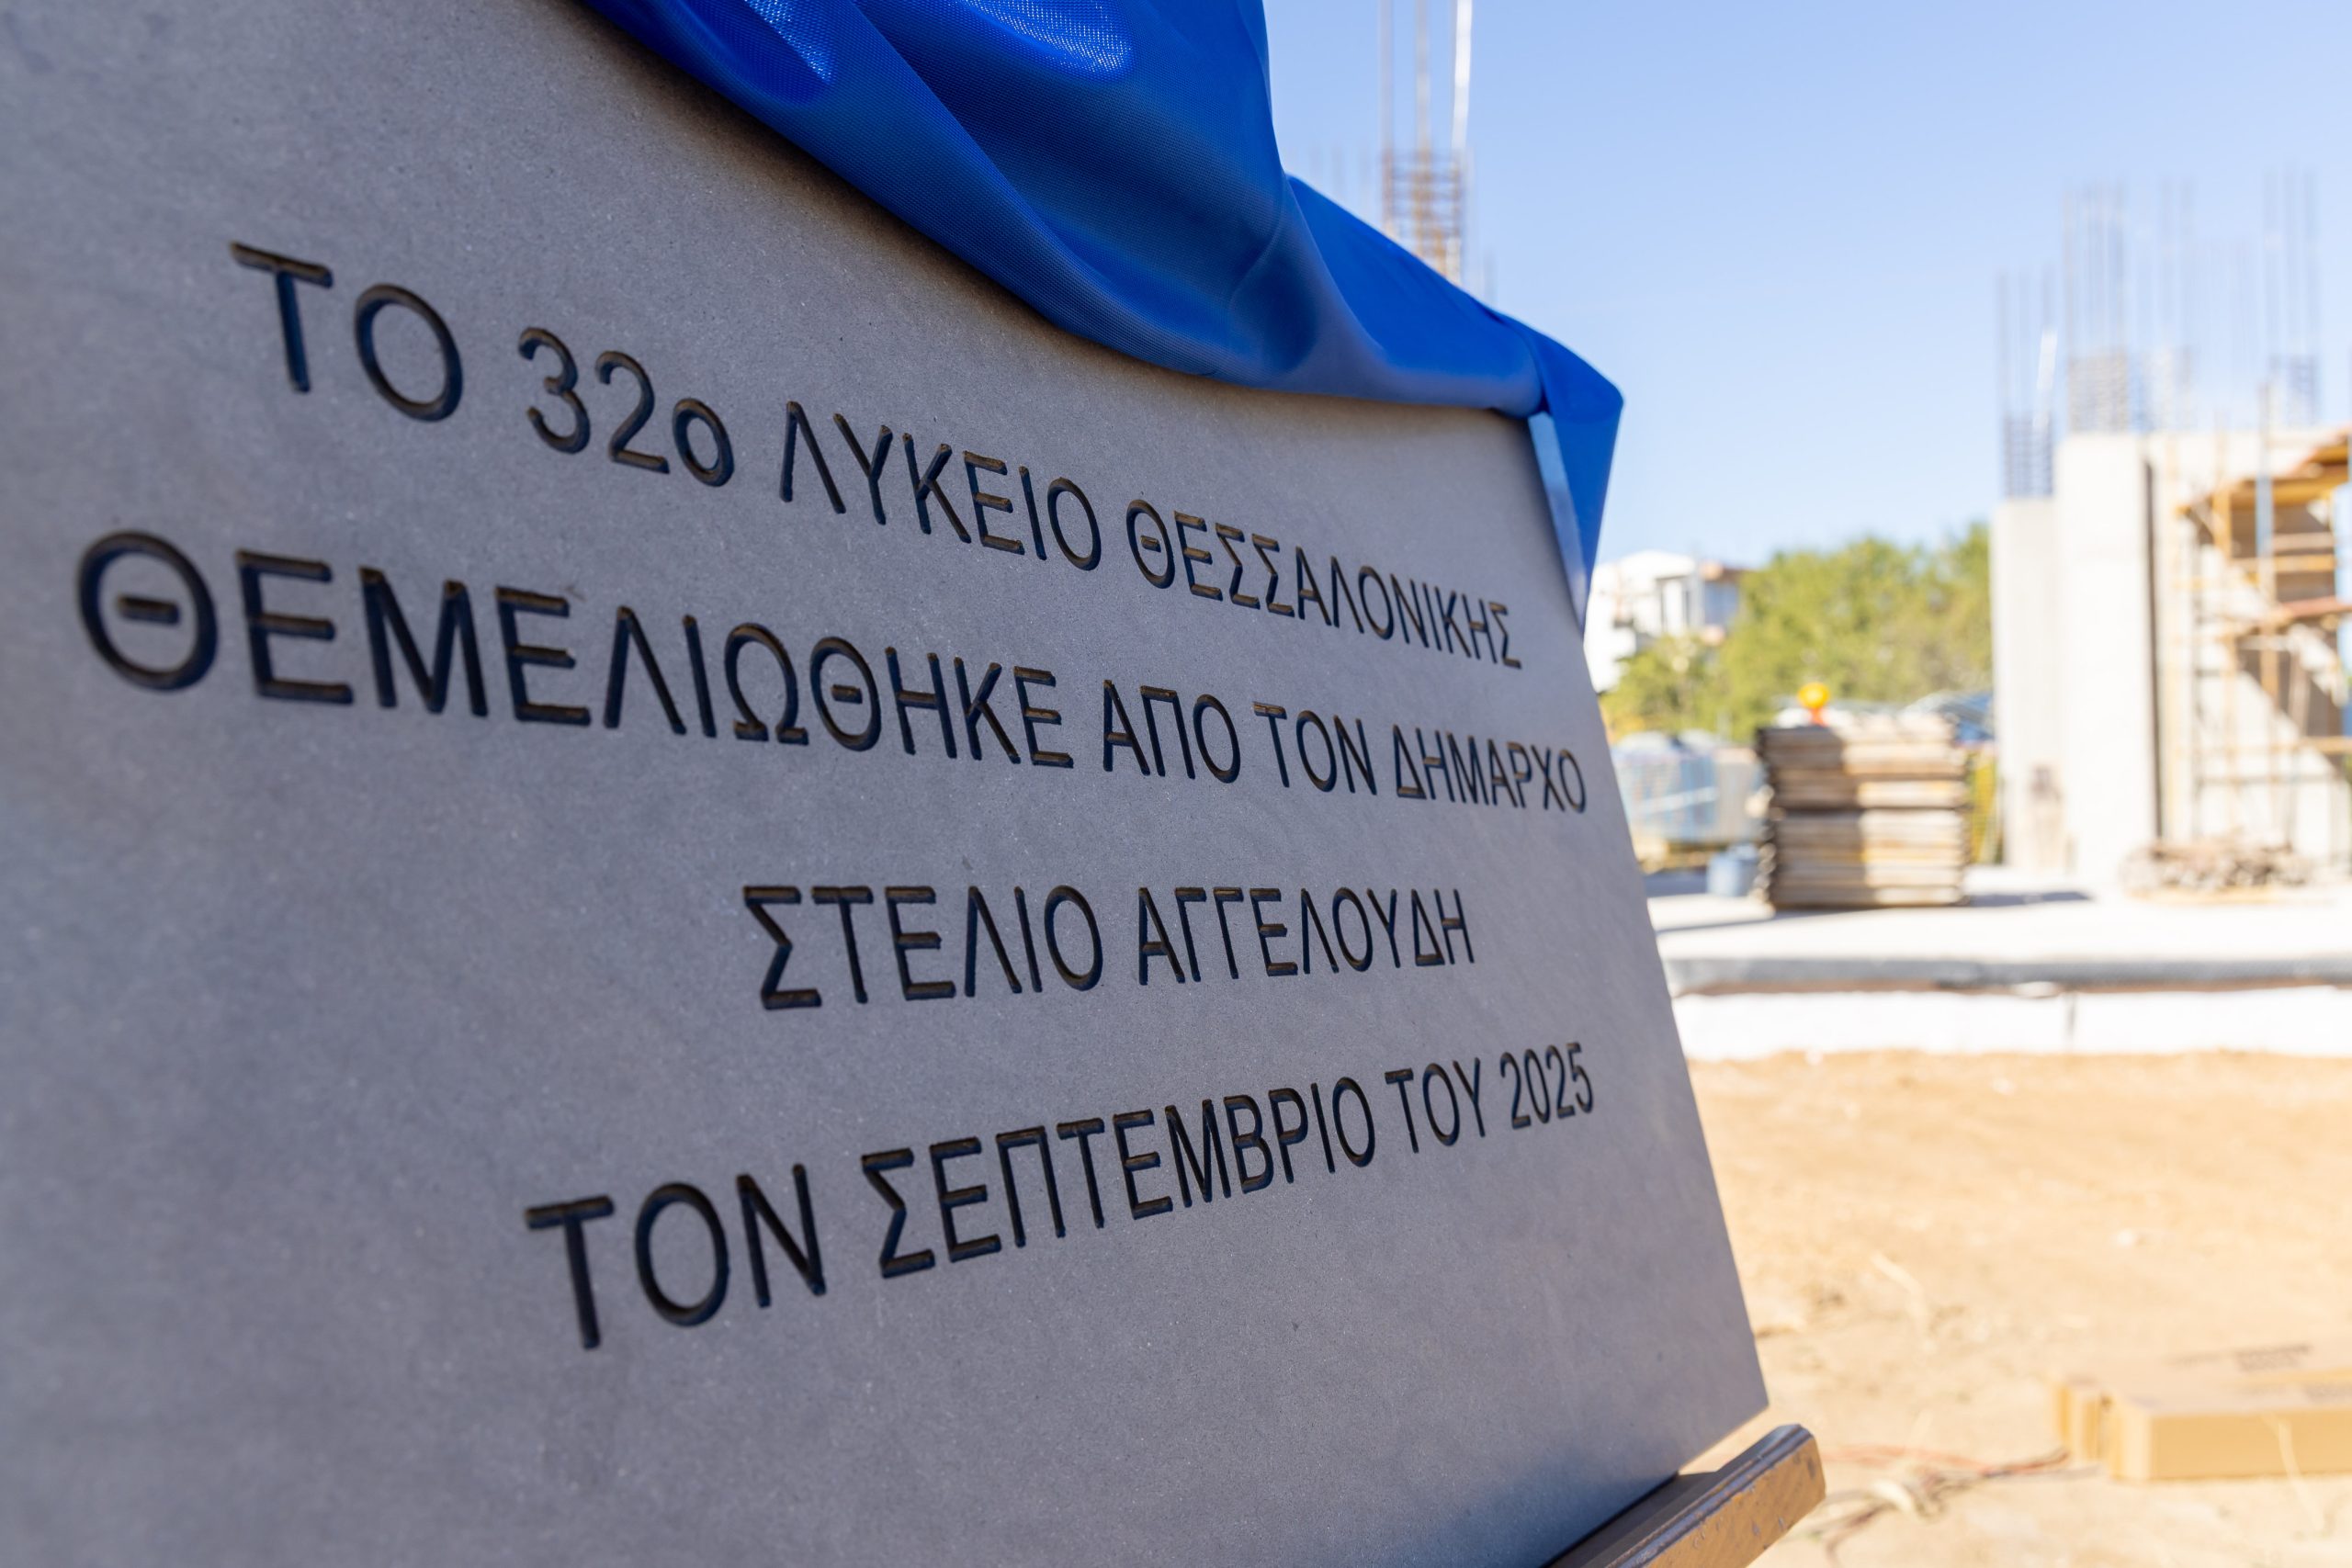 ΤΟ 32ο ΛΥΚΕΙΟ ΘΕΣΣΑΛΟΝΙΚΗΣ
ΘΕΜΕΛΙΩΘΗΚΕ ΑΠΟ ΤΟΝ ΔΗΜΑΡΧΟ
ΣΤΕΛΙΟ ΑΓΓΕΛΟΥΔΗ
ΤΟΝ ΣΕΠΤΕΜΒΡΙΟ ΤΟΥ 2025